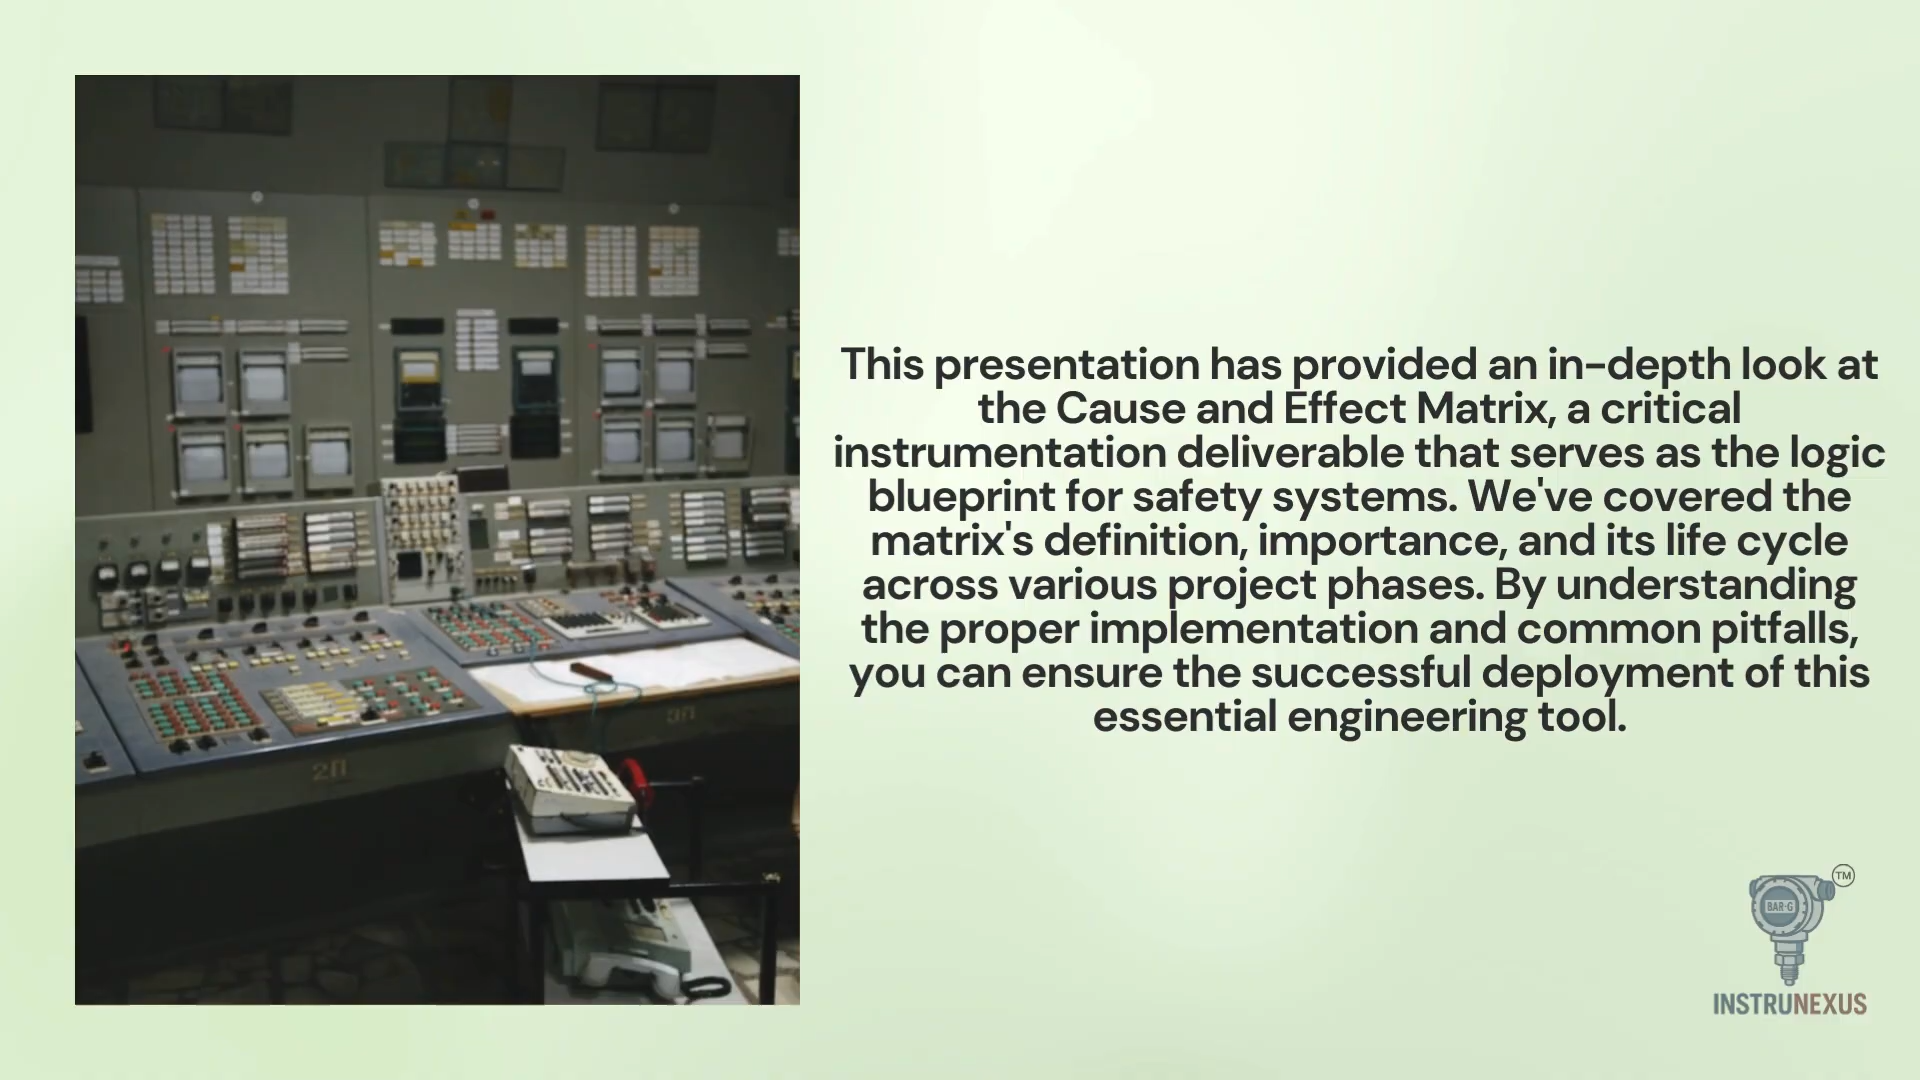 This presentation has provided an in-depth look at
the Cause and Effect Matrix, a critical
instrumentation deliverable that serves as the logic
blueprint for safety systems. We've covered the
matrix's definition, importance, and its life cycle
across various project phases. By understanding
the proper implementation and common pitfalls,
you can ensure the successful deployment of this
essential engineering tool.
2П
3П
TM
BAR-G
INSTRUNEXUS